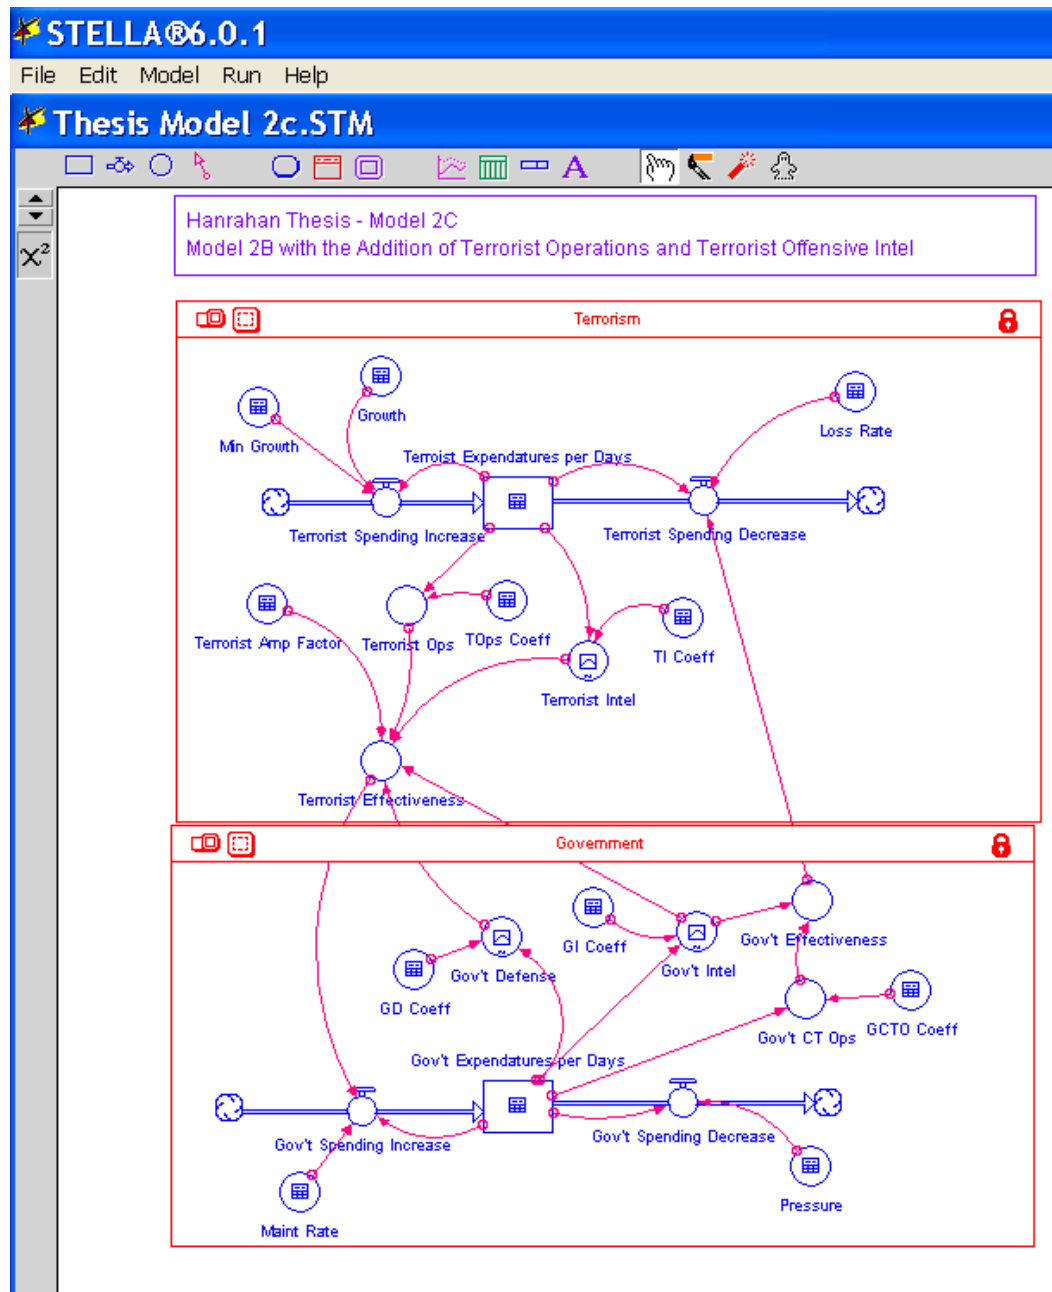 STELLA®6.0.1
File Edit Model Run Help
Thesis Model 2c.STM
A
X²
Hanrahan Thesis - Model 2C
Model 2B with the Addition of Terrorist Operations and Terrorist Offensive Intel
Terrorism
Growth
Min Growth
Loss Rate
Terroist Expendatures per Days
Terrorist Spending Increase
Terrorist Spending Decrease
Terrorist Amp Factor
Terrorist Ops
TOps Coeff
TI Coeff
Terrorist Intel
Terrorist Effectiveness
Government
GI Coeff
Gov't Effectiveness
Gov't Defense
Gov't Intel
GD Coeff
Gov't CT Ops
GCTO Coeff
Gov't Expendatures per Days
Gov't Spending Increase
Gov't Spending Decrease
Maint Rate
Pressure